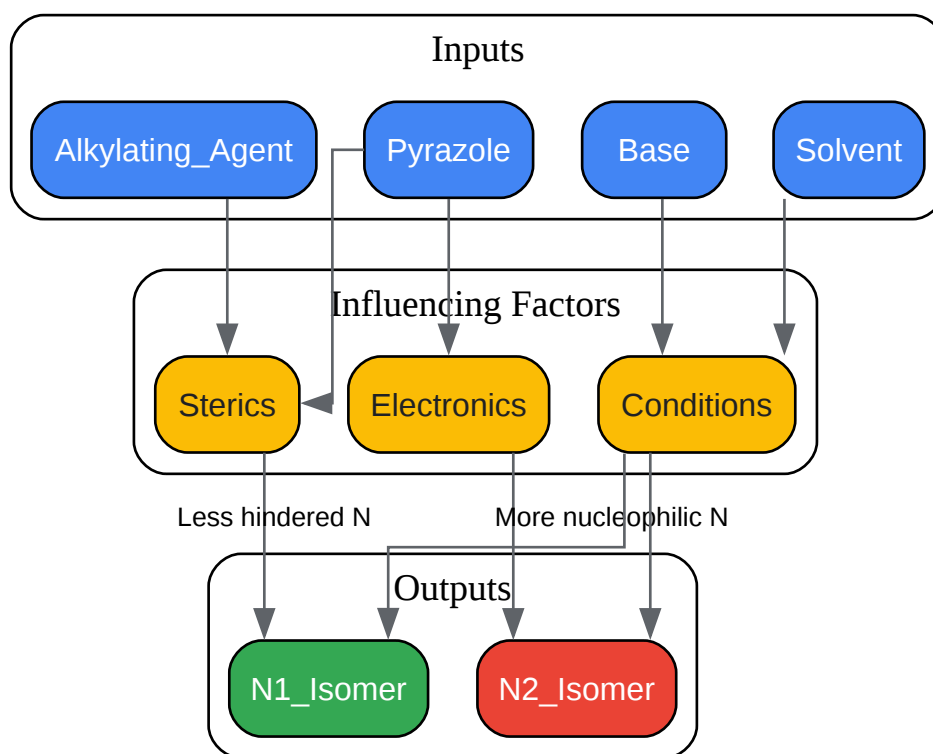 Inputs
Alkylating_Agent
Pyrazole
Base
Solvent
Influencing Factors
Sterics
Electronics
Conditions
Less hindered N
More nucleophilic N
Outputs
N1_Isomer
N2_Isomer